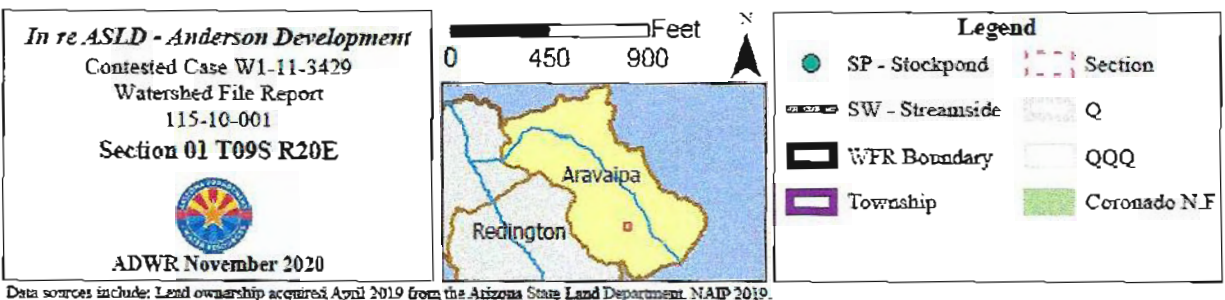 In re ASLD - Anderson Development
Contested Case W1-11-3429
Watershed File Report
115-10-001
Section 01 T09S R20E
ADWR November 2020
Feet
0 450 900
N
Aravaipa
Redington
Legend
SP - Stockpond
Section
SW - Streamside
Q
WFR Boundary
QQQ
Township
Coronado N.F
Data sources include: Land ownership acquired April 2019 from the Arizona State Land Department, NAIP 2019.